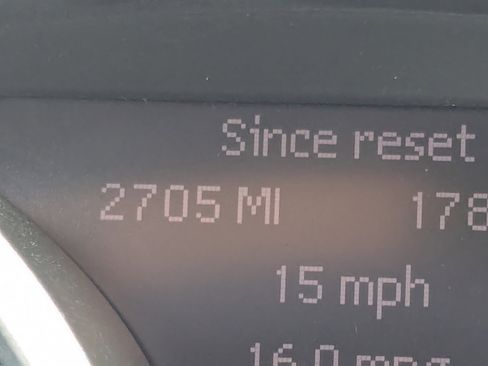 Since reset
2705 MI 178
15 mph
16.0 mpg